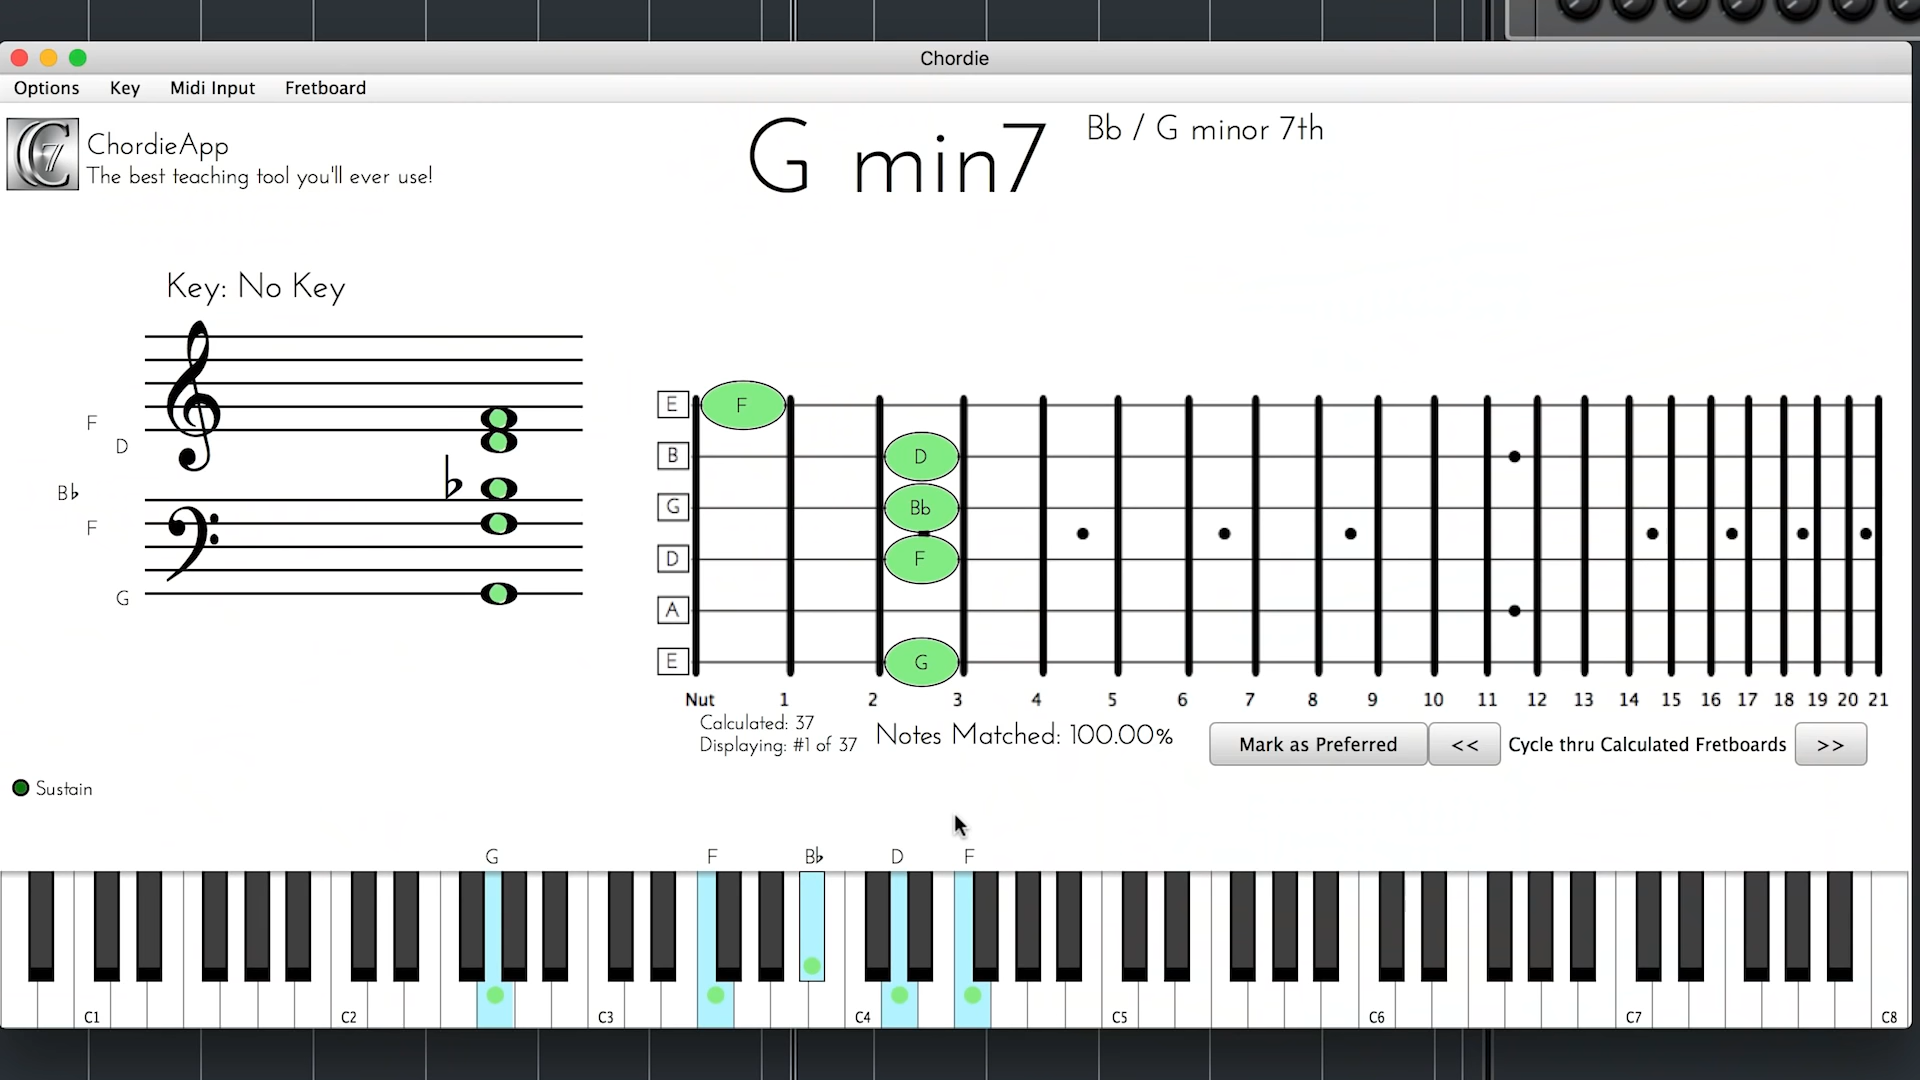 Chordie
Options Key Midi Input Fretboard
ChordieApp
The best teaching tool you'll ever use!
G min7
Bb / G minor 7th
Key: No Key
F
D
B♭
F
G
E F
B D
G Bb
D F
A
E G
Nut 1 2 3 4 5 6 7 8 9 10 11 12 13 14 15 16 17 18 19 20 21
Calculated: 37
Displaying: #1 of 37
Notes Matched: 100.00%
Mark as Preferred << Cycle thru Calculated Fretboards >>
Sustain
G F B♭ D F
C1 C2 C3 C4 C5 C6 C7 C8